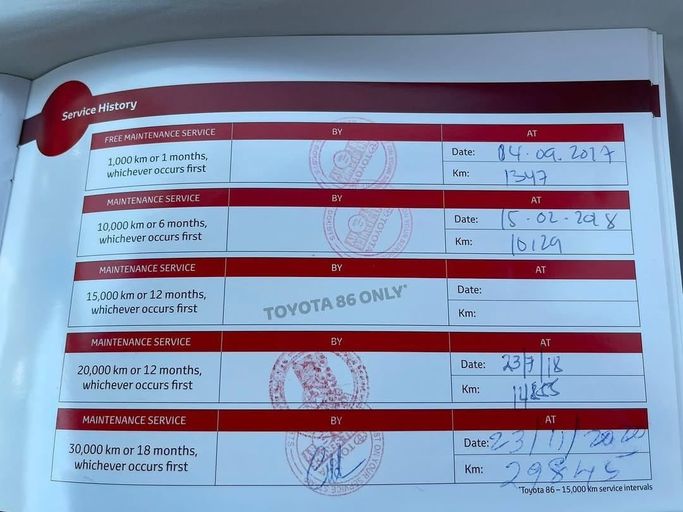 Service History
FREE MAINTENANCE SERVICE BY AT
1,000 km or 1 months,
whichever occurs first
Date: 04.09.2017
Km: 1347
MAINTENANCE SERVICE BY AT
10,000 km or 6 months,
whichever occurs first
Date: 15-02-2018
Km: 10129
MAINTENANCE SERVICE BY AT
15,000 km or 12 months,
whichever occurs first
TOYOTA 86 ONLY*
Date:
Km:
MAINTENANCE SERVICE BY AT
20,000 km or 12 months,
whichever occurs first
Date: 23/7/18
Km:
MAINTENANCE SERVICE BY AT
30,000 km or 18 months,
whichever occurs first
Date: 23/11/2020
Km: 29845
*Toyota 86 – 15,000 km service intervals